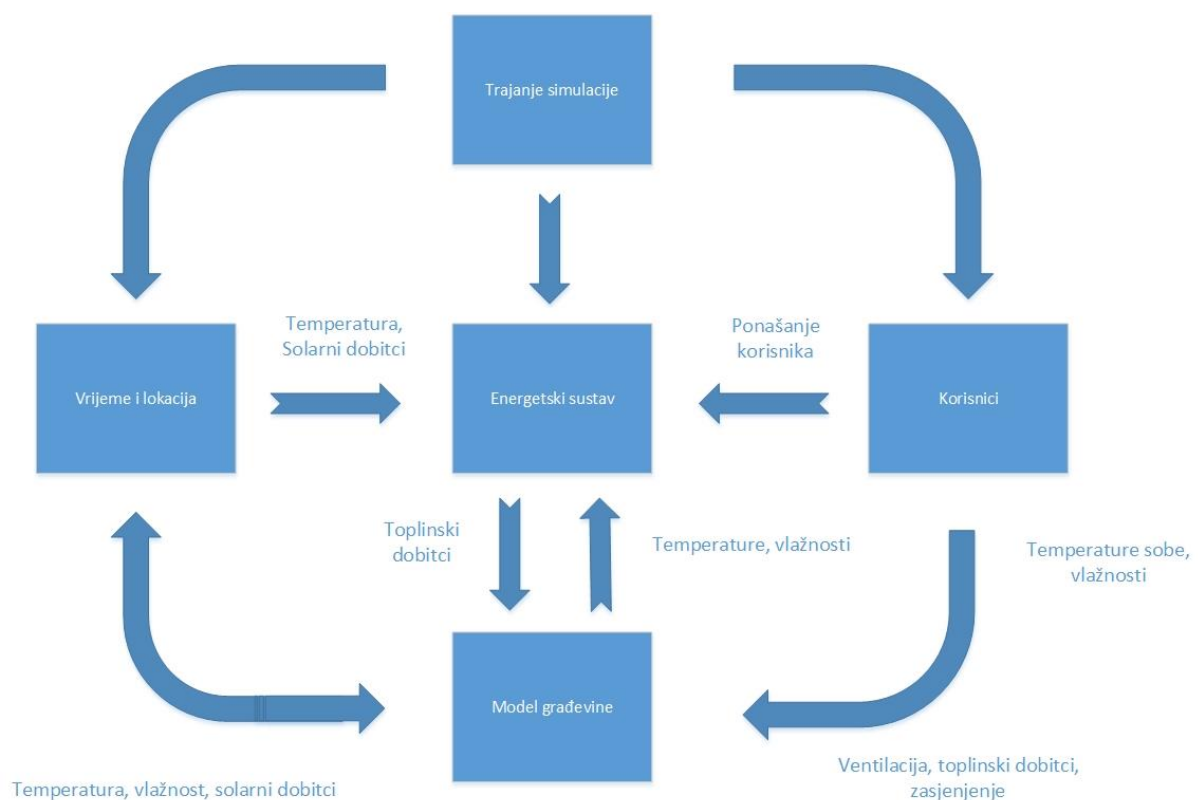 Trajanje simulacije
Temperatura,
Solarni dobitci
Ponašanje
korisnika
Vrijeme i lokacija
Energetski sustav
Korisnici
Toplinski
dobitci
Temperature, vlažnosti
Temperature sobe,
vlažnosti
Model građevine
Temperatura, vlažnost, solarni dobitci
Ventilacija, toplinski dobitci,
zasjenjenje